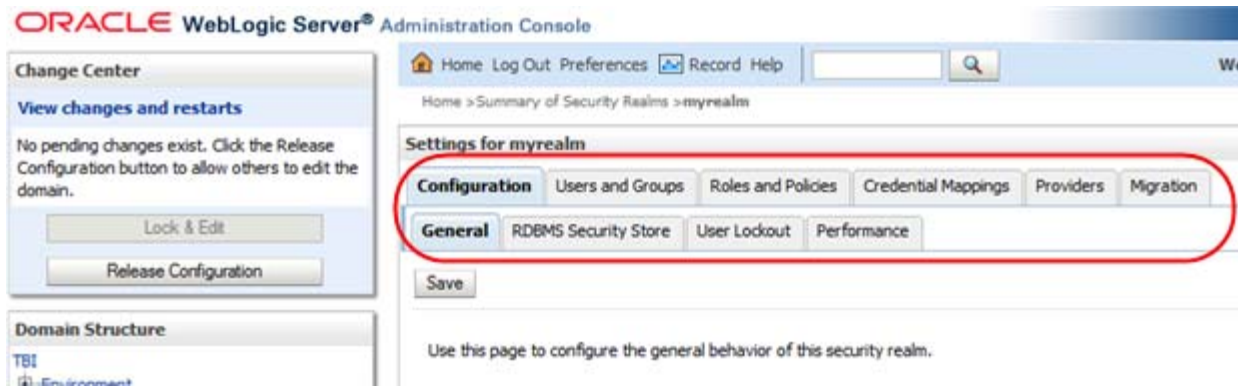 ORACLE WebLogic Server® Administration Console
Change Center
View changes and restarts
No pending changes exist. Click the Release
Configuration button to allow others to edit the
domain.
Lock & Edit
Release Configuration
Domain Structure
TBI
Environment
Home Log Out Preferences Record Help
Home >Summary of Security Realms >myrealm
Settings for myrealm
Configuration Users and Groups Roles and Policies Credential Mappings Providers Migration
General RDBMS Security Store User Lockout Performance
Save
Use this page to configure the general behavior of this security realm.